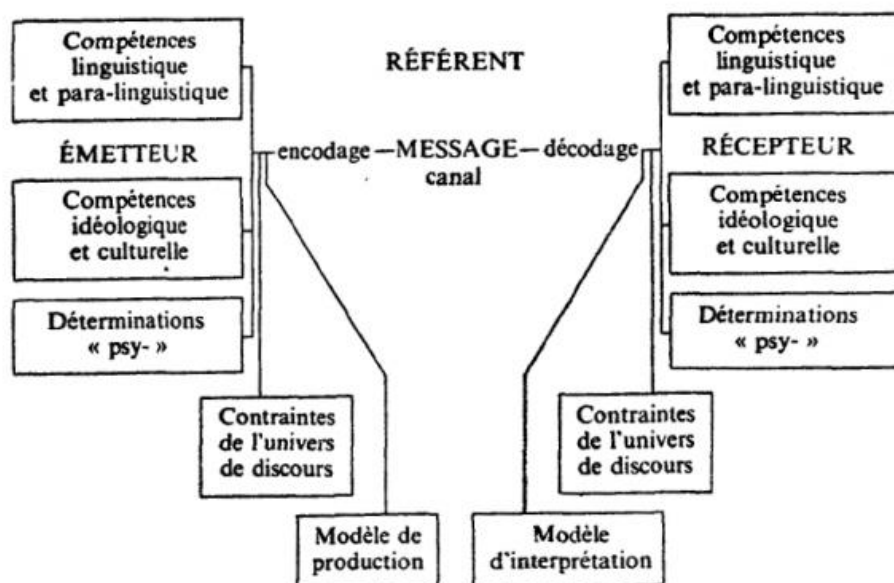 Compétences
linguistique
et para-linguistique
RÉFÉRENT
Compétences
linguistique
et para-linguistique
ÉMETTEUR
encodage — MESSAGE — décodage
canal
RÉCEPTEUR
Compétences
idéologique
et culturelle
Compétences
idéologique
et culturelle
Déterminations
« psy- »
Déterminations
« psy- »
Contraintes
de l'univers
de discours
Contraintes
de l'univers
de discours
Modèle de
production
Modèle
d'interprétation